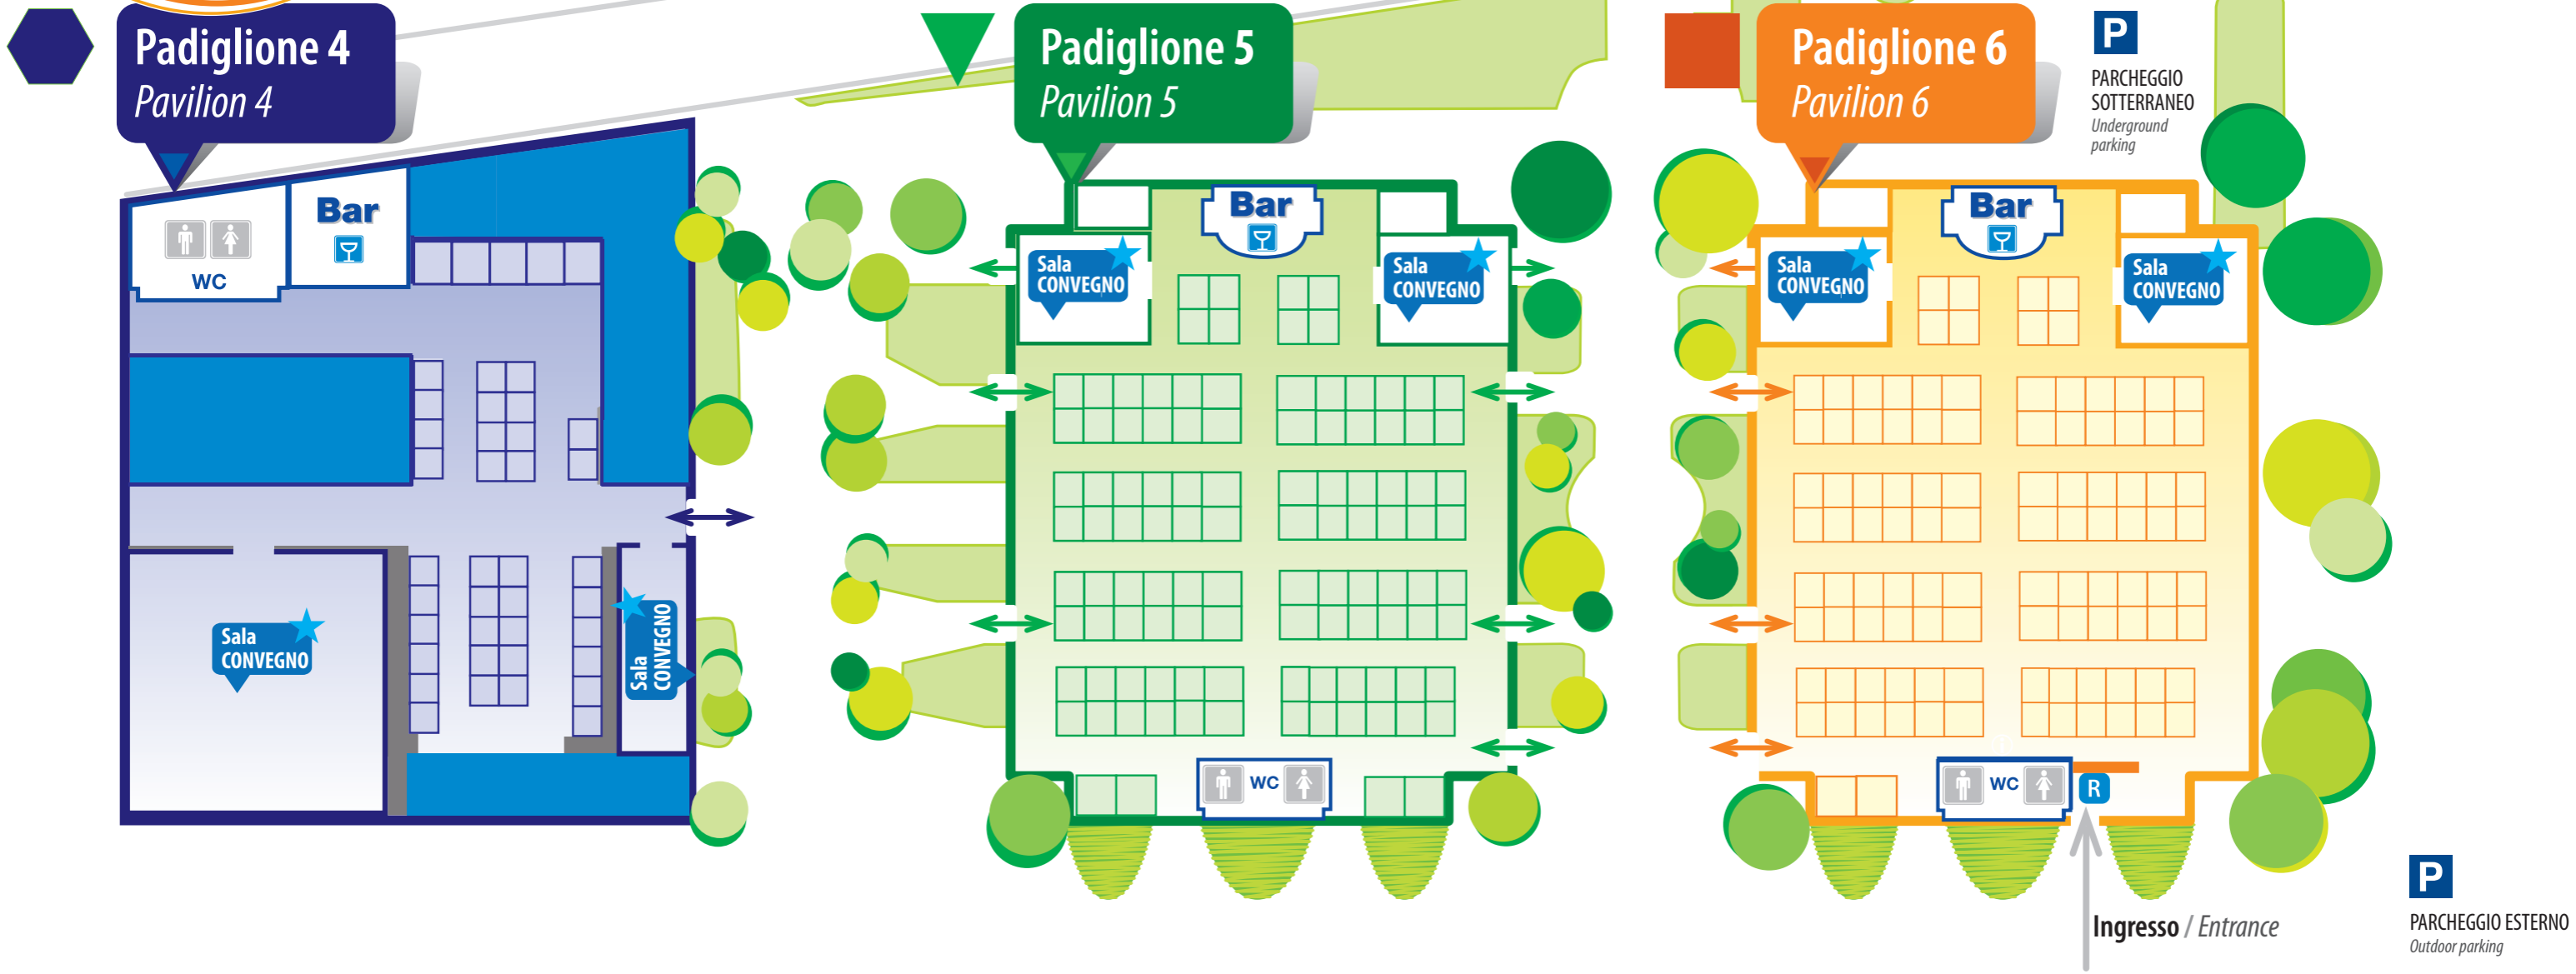 Padiglione 4
Pavilion 4
Padiglione 5
Pavilion 5
Padiglione 6
Pavilion 6
P
PARCHEGGIO
SOTTERRANEO
Underground
parking
WC
Bar
Sala
CONVEGNO
Sala
CONVEGNO
Bar
Sala
CONVEGNO
Sala
CONVEGNO
WC
Bar
Sala
CONVEGNO
Sala
CONVEGNO
WC
R
Ingresso / Entrance
P
PARCHEGGIO ESTERNO
Outdoor parking